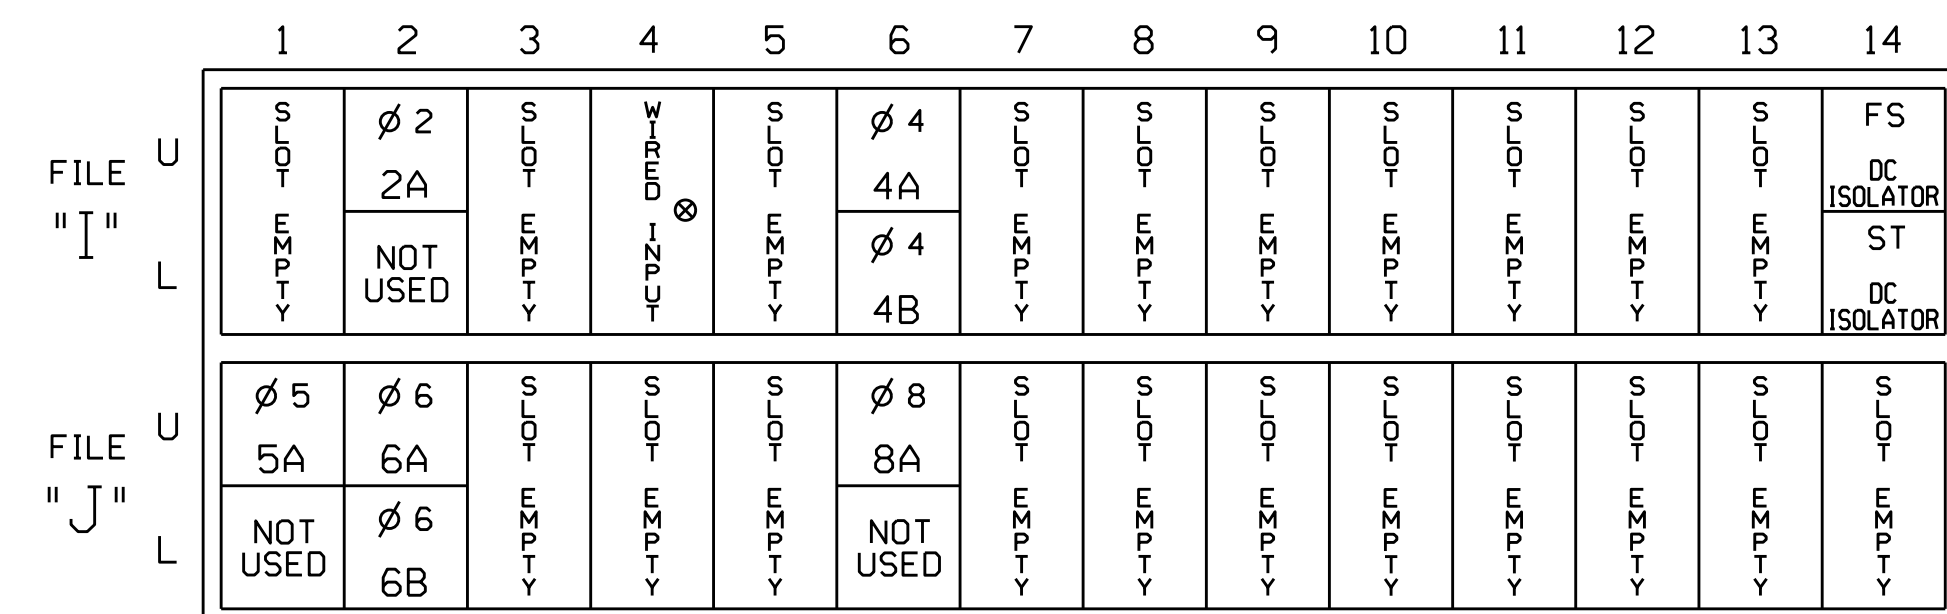 1 2 3 4 5 6 7 8 9 10 11 12 13 14
FILE "I"
U
L
SLOT EMPTY
Ø 2
2A
NOT USED
SLOT EMPTY
WIRED INPUT
⊗
SLOT EMPTY
Ø 4
4A
Ø 4
4B
SLOT EMPTY
SLOT EMPTY
SLOT EMPTY
SLOT EMPTY
SLOT EMPTY
SLOT EMPTY
SLOT EMPTY
FS
DC
ISOLATOR
ST
DC
ISOLATOR
FILE "J"
U
L
Ø 5
5A
NOT USED
Ø 6
6A
Ø 6
6B
SLOT EMPTY
SLOT EMPTY
SLOT EMPTY
Ø 8
8A
NOT USED
SLOT EMPTY
SLOT EMPTY
SLOT EMPTY
SLOT EMPTY
SLOT EMPTY
SLOT EMPTY
SLOT EMPTY
SLOT EMPTY